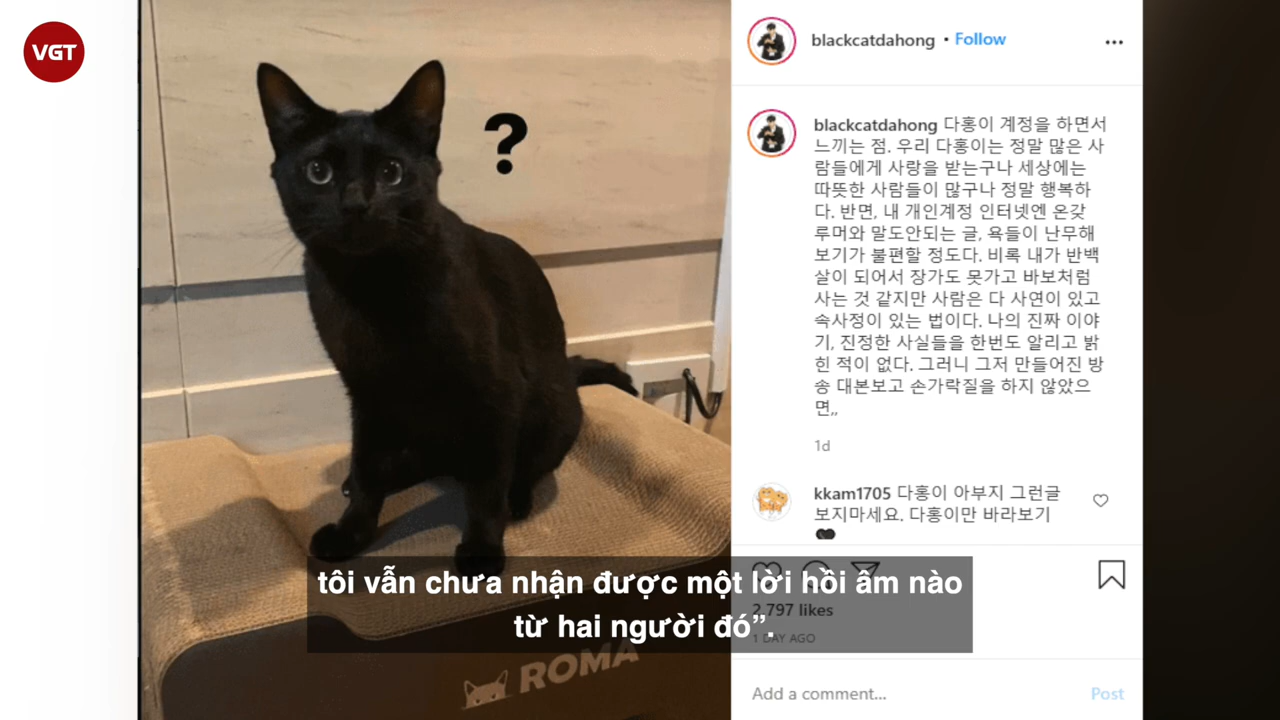 VGT
?
blackcatdahong • Follow
blackcatdahong 다홍이 계정을 하면서
느끼는 점. 우리 다홍이는 정말 많은 사
람들에게 사랑을 받는구나 세상에는
따뜻한 사람들이 많구나 정말 행복하
다. 반면, 내 개인계정 인터넷엔 온갖
루머와 말도안되는 글, 욕들이 난무해
보기가 불편할 정도다. 비록 내가 반백
살이 되어서 장가도 못가고 바보처럼
사는 것 같지만 사람은 다 사연이 있고
속사정이 있는 법이다. 나의 진짜 이야
기, 진정한 사실들을 한번도 알리고 밝
힌 적이 없다. 그러니 그저 만들어진 방
송 대본보고 손가락질을 하지 않았으
면,,
1d
kkam1705 다홍이 아부지 그런글
보지마세요. 다홍이만 바라보기
2,797 likes
1 DAY AGO
Add a comment... Post
ROMA
tôi vẫn chưa nhận được một lời hồi âm nào
từ hai người đó”.